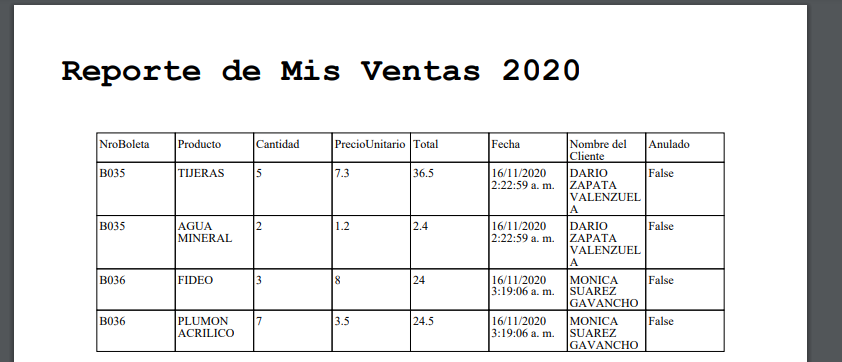 Reporte de Mis Ventas 2020
NroBoleta Producto Cantidad PrecioUnitario Total Fecha Nombre del Anulado
Cliente
B035 TIJERAS 5 7.3 36.5 16/11/2020 DARIO False
2:22:59 a. m. ZAPATA
VALENZUEL
A
B035 AGUA 2 1.2 2.4 16/11/2020 DARIO False
MINERAL 2:22:59 a. m. ZAPATA
VALENZUEL
A
B036 FIDEO 3 8 24 16/11/2020 MONICA False
3:19:06 a. m. SUAREZ
GAVANCHO
B036 PLUMON 7 3.5 24.5 16/11/2020 MONICA False
ACRILICO 3:19:06 a. m. SUAREZ
GAVANCHO